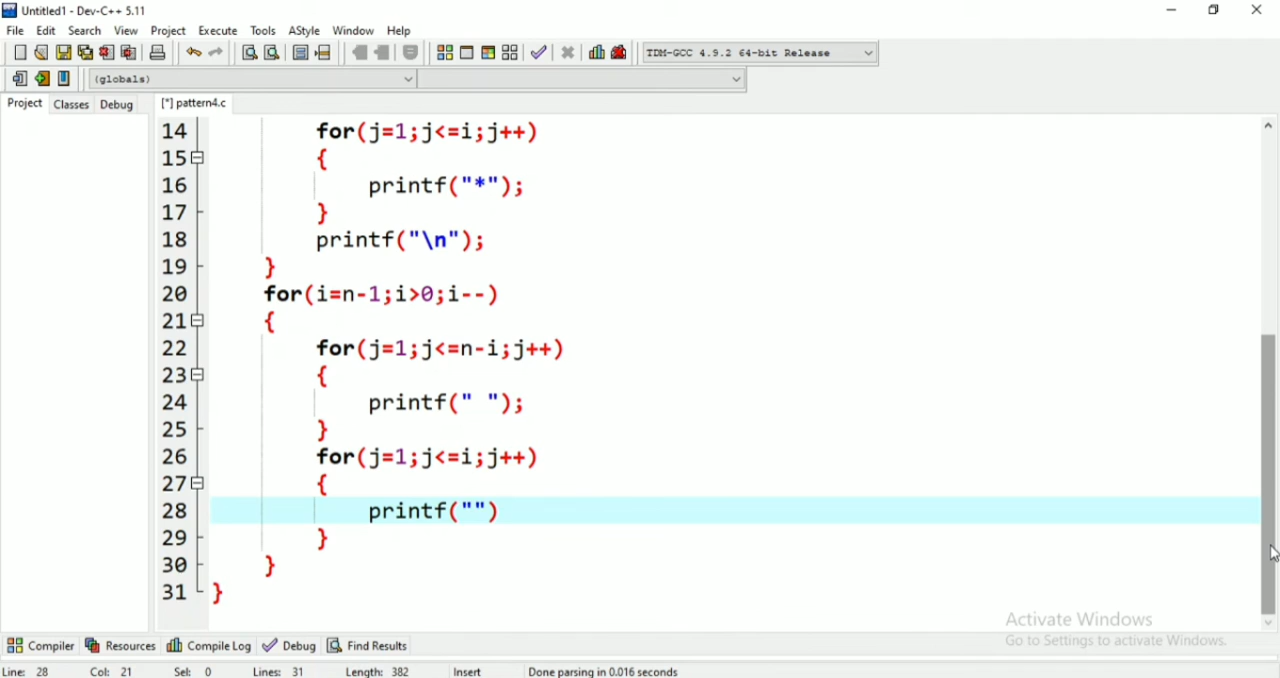 Untitled1 - Dev-C++ 5.11
File Edit Search View Project Execute Tools AStyle Window Help
TDM-GCC 4.9.2 64-bit Release
(globals)
Project Classes Debug [*] pattern4.c
14 for(j=1;j<=i;j++)
15 {
16 printf("*");
17 }
18 printf("\n");
19 }
20 for(i=n-1;i>0;i--)
21 {
22 for(j=1;j<=n-i;j++)
23 {
24 printf(" ");
25 }
26 for(j=1;j<=i;j++)
27 {
28 printf("")
29 }
30 }
31 }
Activate Windows
Go to Settings to activate Windows.
Compiler Resources Compile Log Debug Find Results
Line: 28 Col: 21 Sel: 0 Lines: 31 Length: 382 Insert Done parsing in 0.016 seconds